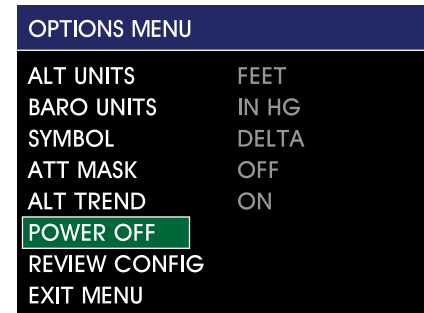 OPTIONS MENU
ALT UNITS FEET
BARO UNITS IN HG
SYMBOL DELTA
ATT MASK OFF
ALT TREND ON
POWER OFF
REVIEW CONFIG
EXIT MENU